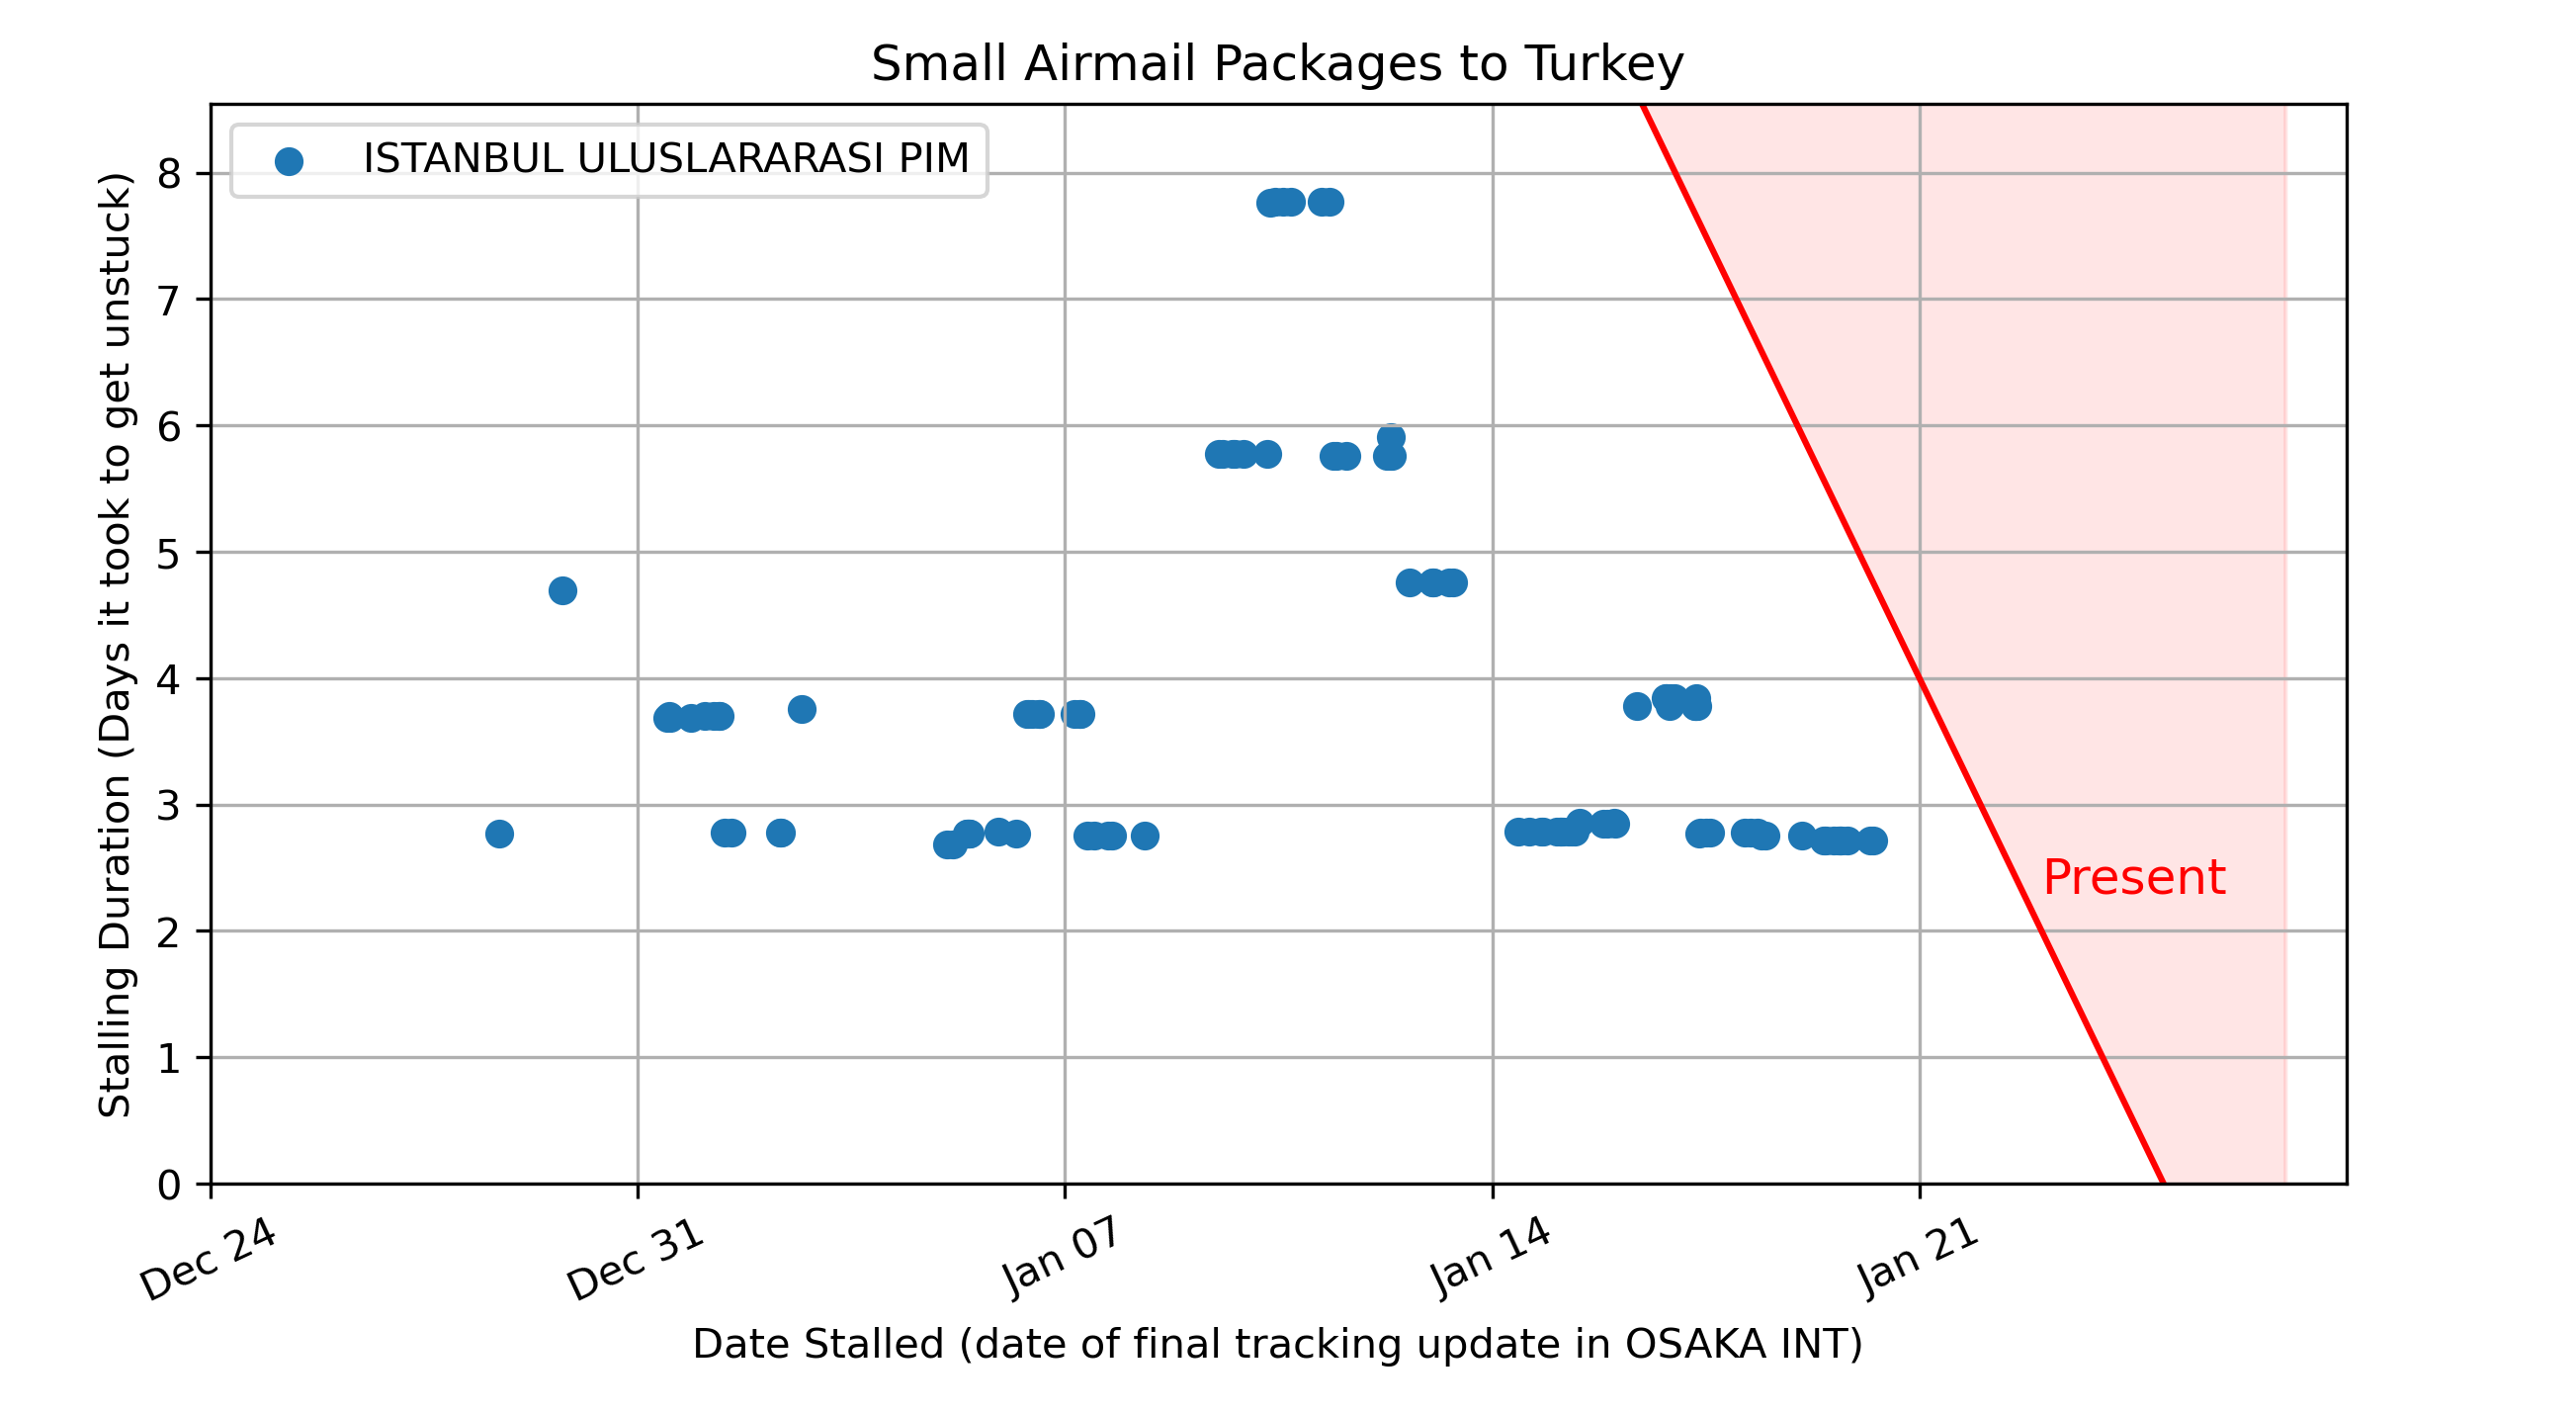 Small Airmail Packages to Turkey
ISTANBUL ULUSLARARASI PIM
Stalling Duration (Days it took to get unstuck)
8
7
6
5
4
3
2
1
0
Present
Dec 24
Dec 31
Jan 07
Jan 14
Jan 21
Date Stalled (date of final tracking update in OSAKA INT)